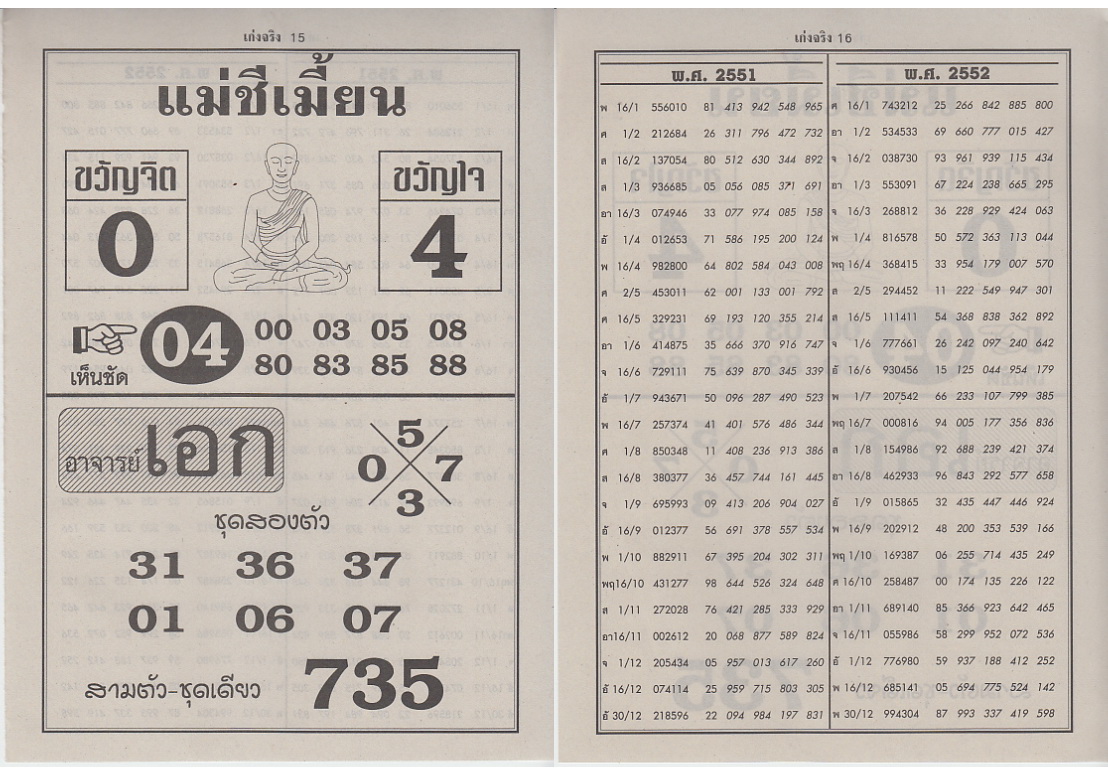 เก่งจริง 15
แม่ชีเมี้ยน
ขวัญจิต
0
ขวัญใจ
4
เห็นชัด
04
00 03 05 08
80 83 85 88
อาจารย์ เอก
5
0 7
3
ชุดสองตัว
31 36 37
01 06 07
สามตัว-ชุดเดียว 735
เก่งจริง 16
พ.ศ. 2551
พ 16/1 556010 81 413 942 548 965
ศ 1/2 212684 26 311 796 472 732
ส 16/2 137054 80 512 630 344 892
ส 1/3 936685 05 056 085 371 691
อา 16/3 074946 33 077 974 085 158
อั 1/4 012653 71 586 195 200 124
พ 16/4 982800 64 802 584 043 008
ศ 2/5 453011 62 001 133 001 792
ศ 16/5 329231 69 193 120 355 214
อา 1/6 414875 35 666 370 916 747
จ 16/6 729111 75 639 870 345 339
อั 1/7 943671 50 096 287 490 523
พ 16/7 257374 41 401 576 486 344
ศ 1/8 850348 11 408 236 913 386
ส 16/8 380377 36 457 744 161 445
จ 1/9 695993 09 413 206 904 027
อั 16/9 012377 56 691 378 557 534
พ 1/10 882911 67 395 204 302 311
พฤ16/10 431277 98 644 526 324 648
ส 1/11 272028 76 421 285 333 929
อา16/11 002612 20 068 877 589 824
จ 1/12 205434 05 957 013 617 260
อั 16/12 074114 25 959 715 803 305
อั 30/12 218596 22 094 984 197 831
พ.ศ. 2552
ศ 16/1 743212 25 266 842 885 800
อา 1/2 534533 69 660 777 015 427
จ 16/2 038730 93 961 939 115 434
อา 1/3 553091 67 224 238 665 295
จ 16/3 268812 36 228 929 424 063
พ 1/4 816578 50 572 363 113 044
พฤ 16/4 368415 33 954 179 007 570
ส 2/5 294452 11 222 549 947 301
ส 16/5 111411 54 368 838 362 892
จ 1/6 777661 26 242 097 240 642
อั 16/6 930456 15 125 044 954 179
พ 1/7 207542 66 233 107 799 385
พฤ 16/7 000816 94 005 177 356 836
ส 1/8 154986 92 688 239 421 374
อา 16/8 462933 96 843 292 577 658
อั 1/9 015865 32 435 447 446 924
พ 16/9 202912 48 200 353 539 166
พฤ 1/10 169387 06 255 714 435 249
ศ 16/10 258487 00 174 135 226 122
อา 1/11 689140 85 366 923 642 465
จ 16/11 055986 58 299 952 072 536
อั 1/12 776980 59 937 188 412 252
พ 16/12 685141 05 694 775 524 142
พ 30/12 994304 87 993 337 419 598